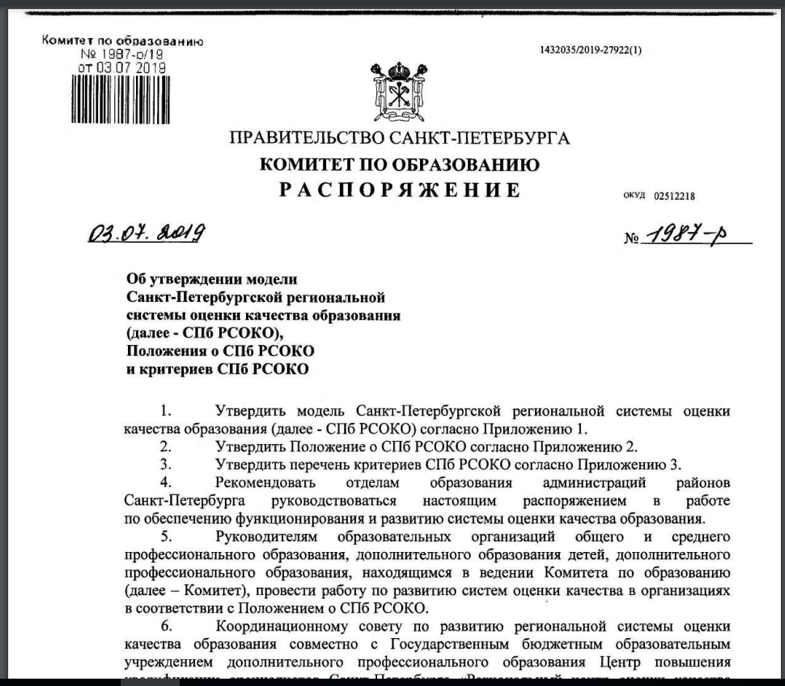 Комитет по образованию
№ 1987-р/19
от 03.07.2019
1432035/2019-27922(1)
ПРАВИТЕЛЬСТВО САНКТ-ПЕТЕРБУРГА
КОМИТЕТ ПО ОБРАЗОВАНИЮ
РАСПОРЯЖЕНИЕ
ОКУД 02512218
03.07.2019
№ 1987-р
Об утверждении модели
Санкт-Петербургской региональной
системы оценки качества образования
(далее - СПб РСОКО),
Положения о СПб РСОКО
и критериев СПб РСОКО
1. Утвердить модель Санкт-Петербургской региональной системы оценки
качества образования (далее - СПб РСОКО) согласно Приложению 1.
2. Утвердить Положение о СПб РСОКО согласно Приложению 2.
3. Утвердить перечень критериев СПб РСОКО согласно Приложению 3.
4. Рекомендовать отделам образования администраций районов
Санкт-Петербурга руководствоваться настоящим распоряжением в работе
по обеспечению функционирования и развитию системы оценки качества образования.
5. Руководителям образовательных организаций общего и среднего
профессионального образования, дополнительного образования детей, дополнительного
профессионального образования, находящимся в ведении Комитета по образованию
(далее – Комитет), провести работу по развитию систем оценки качества в организациях
в соответствии с Положением о СПб РСОКО.
6. Координационному совету по развитию региональной системы оценки
качества образования совместно с Государственным бюджетным образовательным
учреждением дополнительного профессионального образования Центр повышения